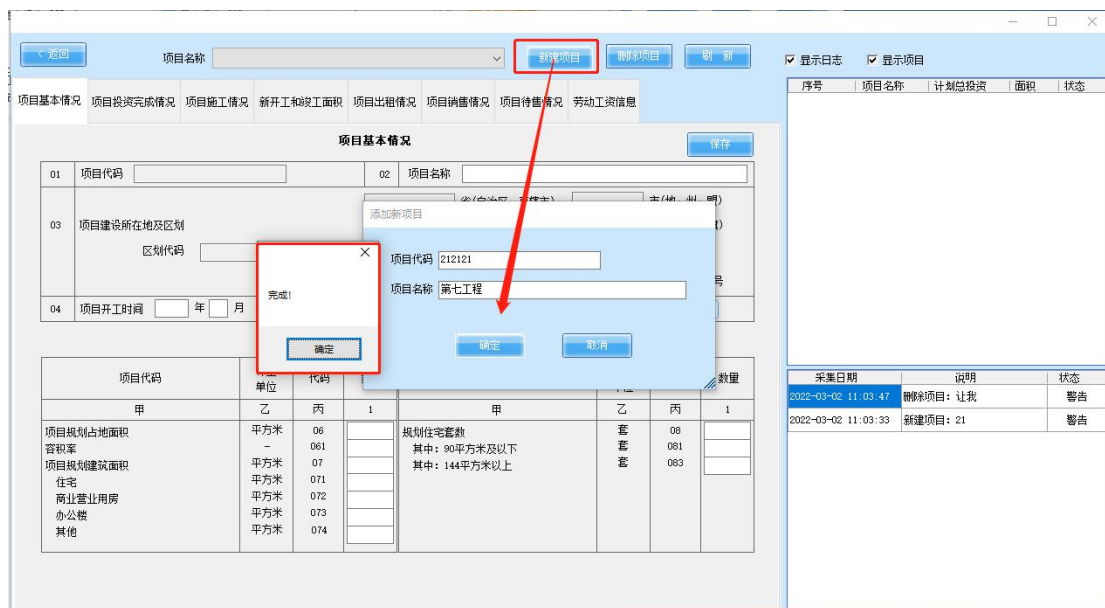 < 返回
项目名称
新建项目
删除项目
刷 新
显示日志
显示项目
项目基本情况 项目投资完成情况 项目施工情况 新开工和竣工面积 项目出租情况 项目销售情况 项目待售情况 劳动工资信息
序号 项目名称 计划总投资 面积 状态
项目基本情况
保存
01 项目代码
02 项目名称
03 项目建设所在地及区划
区划代码
04 项目开工时间 年 月
添加新项目
项目代码 212121
项目名称 第七工程
确定
取消
完成!
确定
项目代码 单位 代码 数量
甲 乙 丙 1 甲 乙 丙 1
项目规划占地面积 平方米 06
容积率 - 061
项目规划建筑面积 平方米 07
住宅 平方米 071
商业营业用房 平方米 072
办公楼 平方米 073
其他 平方米 074
规划住宅套数 套 08
其中: 90平方米及以下 套 081
其中: 144平方米以上 套 083
采集日期 说明 状态
2022-03-02 11:03:47 删除项目: 让我 警告
2022-03-02 11:03:33 新建项目: 21 警告